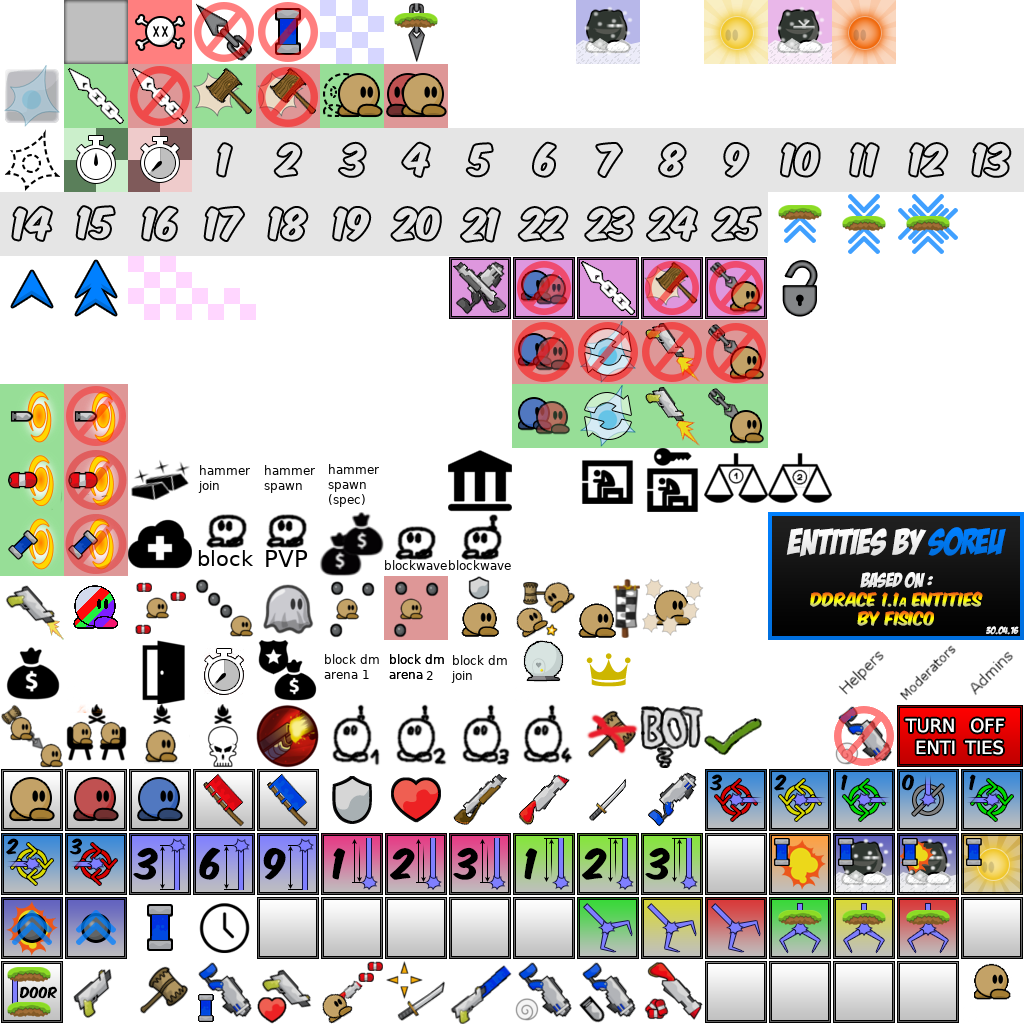 1 2 3 4 5 6 7 8 9 10 11 12 13
14 15 16 17 18 19 20 21 22 23 24 25
hammer join
hammer spawn
hammer spawn (spec)
1 2
block
PVP
blockwave
blockwave
$ $
ENTITIES BY SOREU
BASED ON :
DDRACE 1.1A ENTITIES
BY FISICO
30.04.16
$
$
block dm arena 1
block dm arena 2
block dm join
Helpers
Moderators
Admins
1 2 3 4
BOT
?
TURN OFF
ENTITIES
3 2 1 0 1
2 3 3 6 9 1 2 3 1 2 3
DOOR